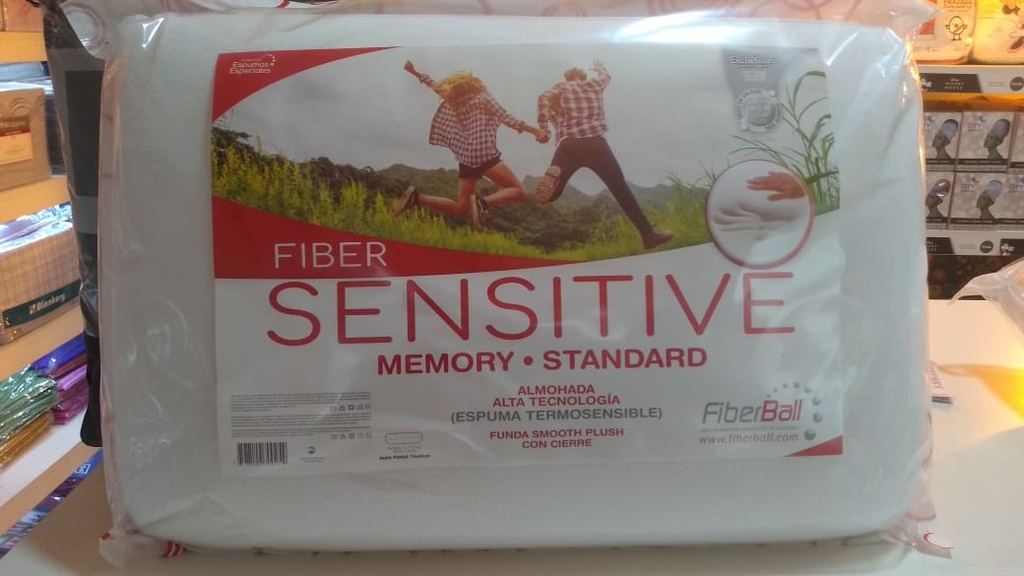 Espumas
Especiales
Exclusivo
FIBER
SENSITIVE
MEMORY • STANDARD
ALMOHADA
ALTA TECNOLOGÍA
(ESPUMA TERMOSENSIBLE)
FUNDA SMOOTH PLUSH
CON CIERRE
FiberBall
www.fiberball.com
Blankery